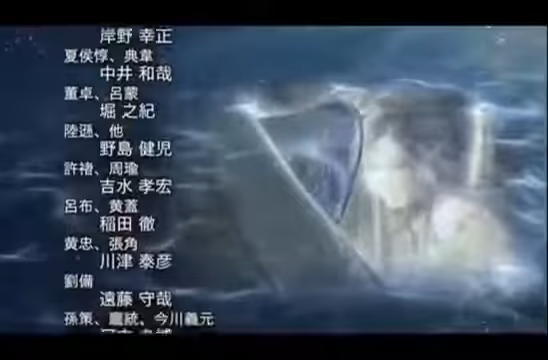 岸野 幸正
夏侯惇、典韋
中井 和哉
董卓、呂蒙
堀 之紀
陸遜、他
野島 健児
許褚、周瑜
吉水 孝宏
呂布、黄蓋
稲田 徹
黄忠、張角
川津 泰彦
劉備
遠藤 守哉
孫策、龐統、今川義元